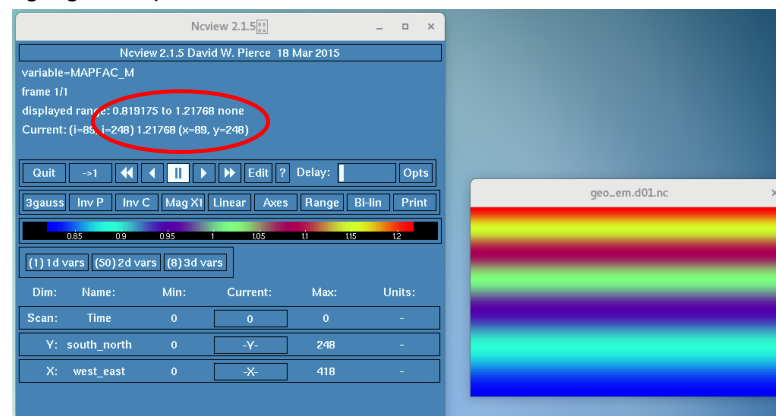 Ncview 2.1.5
Ncview 2.1.5 David W. Pierce 18 Mar 2015
variable=MAPFAC_M
frame 1/1
displayed range: 0.819175 to 1.21768 none
Current: (i=89, j=248) 1.21768 (x=89, y=248)
Quit ->1 Edit ? Delay: Opts
3gauss Inv P Inv C Mag X1 Linear Axes Range Bi-lin Print
0.85 0.9 0.95 1 1.05 1.1 1.15 1.2
(1) 1d vars (50) 2d vars (8) 3d vars
Dim: Name: Min: Current: Max: Units:
Scan: Time 0 0 0 -
Y: south_north 0 -Y- 248 -
X: west_east 0 -X- 418 -
geo_em.d01.nc